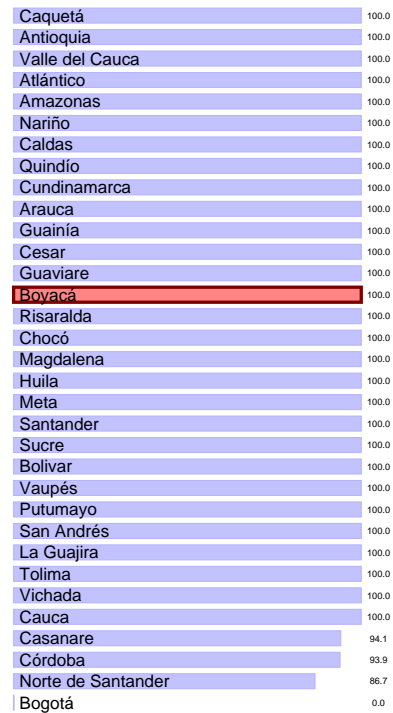 Caquetá 100.0
Antioquia 100.0
Valle del Cauca 100.0
Atlántico 100.0
Amazonas 100.0
Nariño 100.0
Caldas 100.0
Quindío 100.0
Cundinamarca 100.0
Arauca 100.0
Guainía 100.0
Cesar 100.0
Guaviare 100.0
Boyacá 100.0
Risaralda 100.0
Chocó 100.0
Magdalena 100.0
Huila 100.0
Meta 100.0
Santander 100.0
Sucre 100.0
Bolivar 100.0
Vaupés 100.0
Putumayo 100.0
San Andrés 100.0
La Guajira 100.0
Tolima 100.0
Vichada 100.0
Cauca 100.0
Casanare 94.1
Córdoba 93.9
Norte de Santander 86.7
Bogotá 0.0